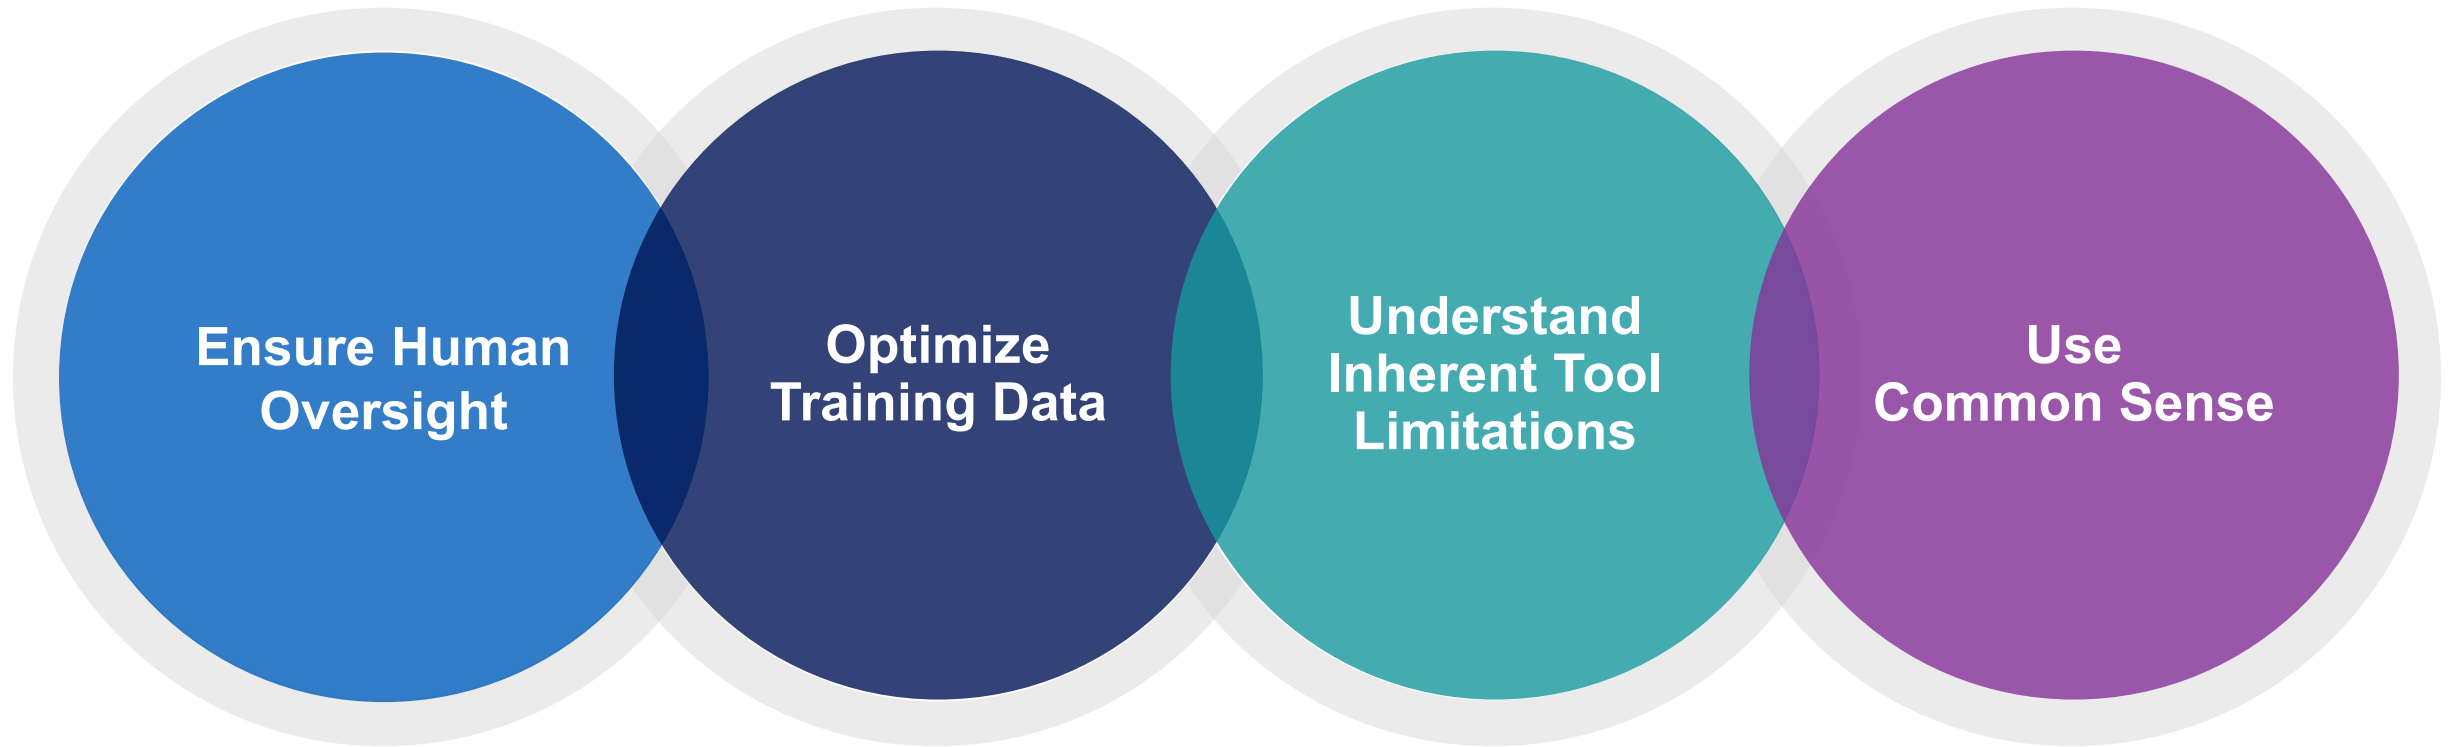 Ensure Human
Oversight
Optimize
Training Data
Understand
Inherent Tool
Limitations
Use
Common Sense